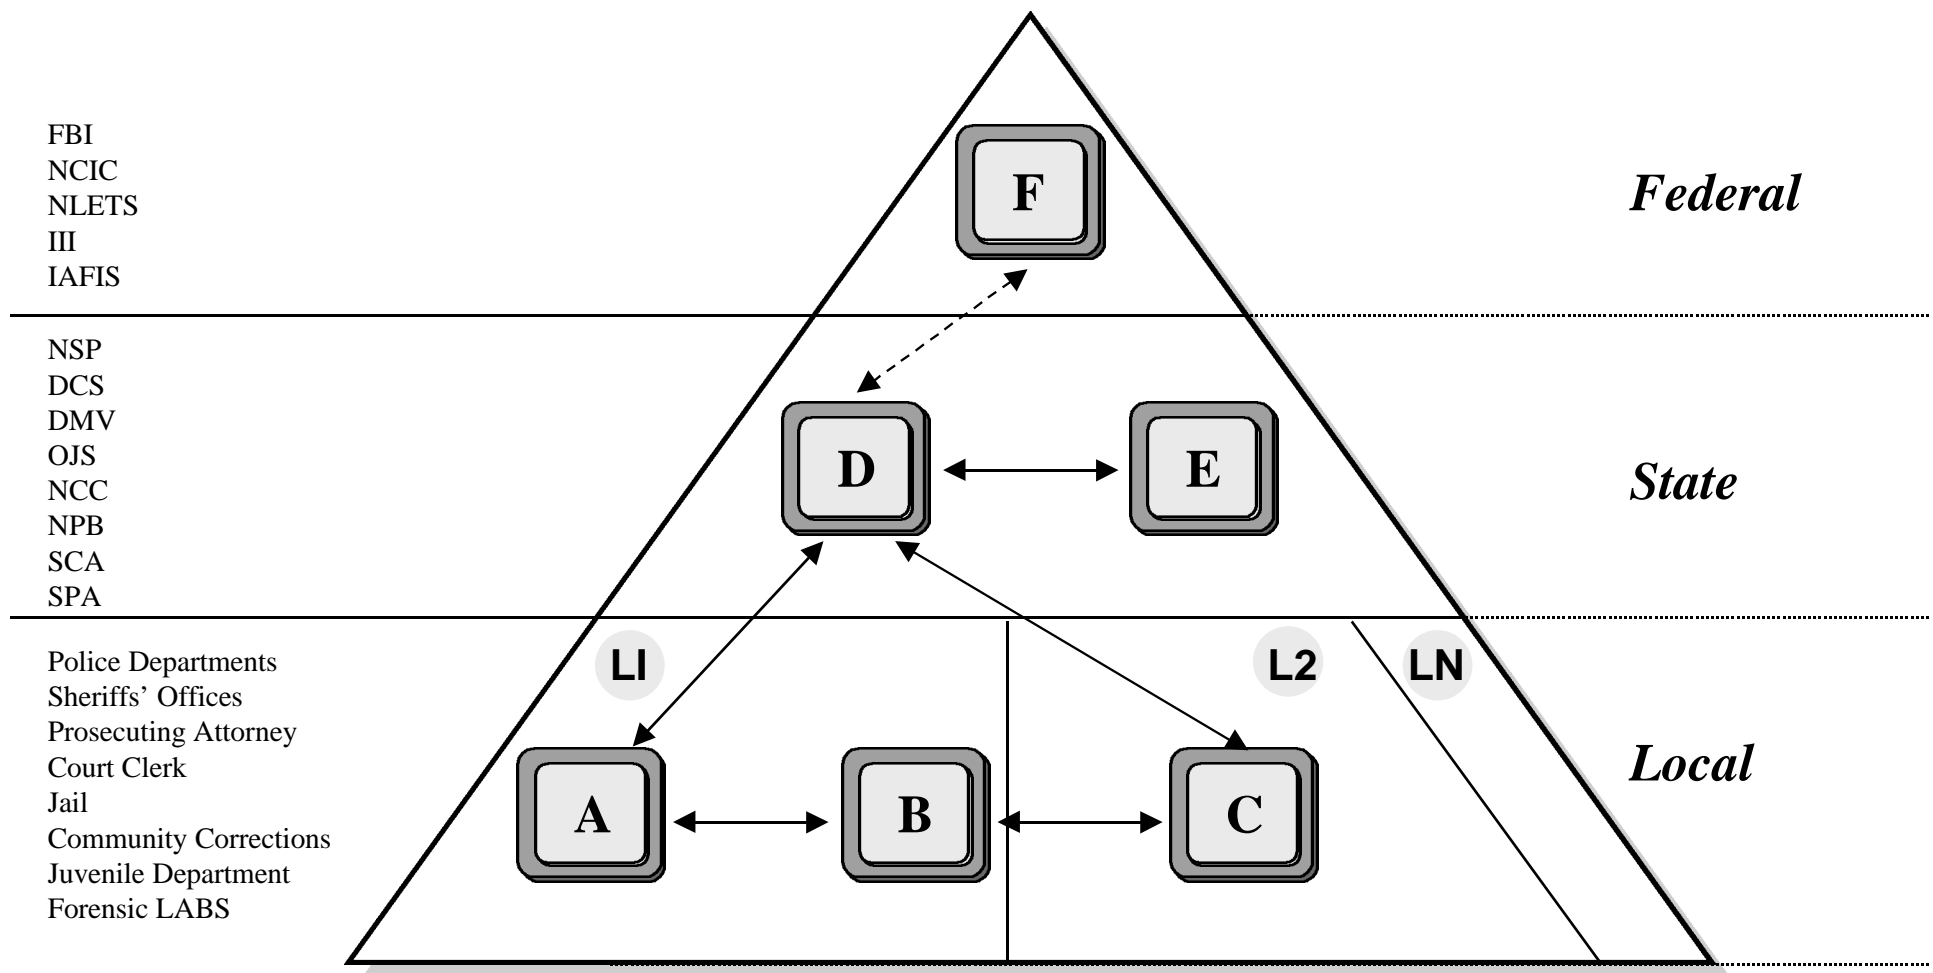 FBI
NCIC
NLETS
III
IAFIS
F
Federal
NSP
DCS
DMV
OJS
NCC
NPB
SCA
SPA
D
E
State
Police Departments
Sheriffs’ Offices
Prosecuting Attorney
Court Clerk
Jail
Community Corrections
Juvenile Department
Forensic LABS
LI
L2
LN
A
B
C
Local